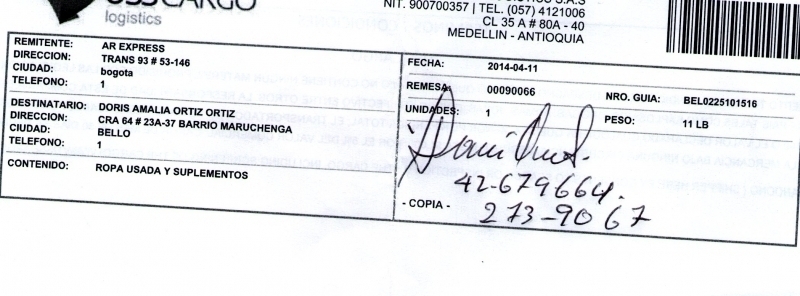 CARGO
logistics
NIT. 900700357 | TEL. (057) 4121006
CL 35 A # 80A - 40
MEDELLIN - ANTIOQUIA
REMITENTE: AR EXPRESS
DIRECCION: TRANS 93 # 53-146
CIUDAD: bogota
TELEFONO: 1
DESTINATARIO: DORIS AMALIA ORTIZ ORTIZ
DIRECCION: CRA 64 # 23A-37 BARRIO MARUCHENGA
CIUDAD: BELLO
TELEFONO: 1
CONTENIDO: ROPA USADA Y SUPLEMENTOS
FECHA: 2014-04-11
REMESA: 00090066 NRO. GUIA: BEL0225101516
UNIDADES: 1 PESO: 11 LB
42-679664.
273-9067
- COPIA -